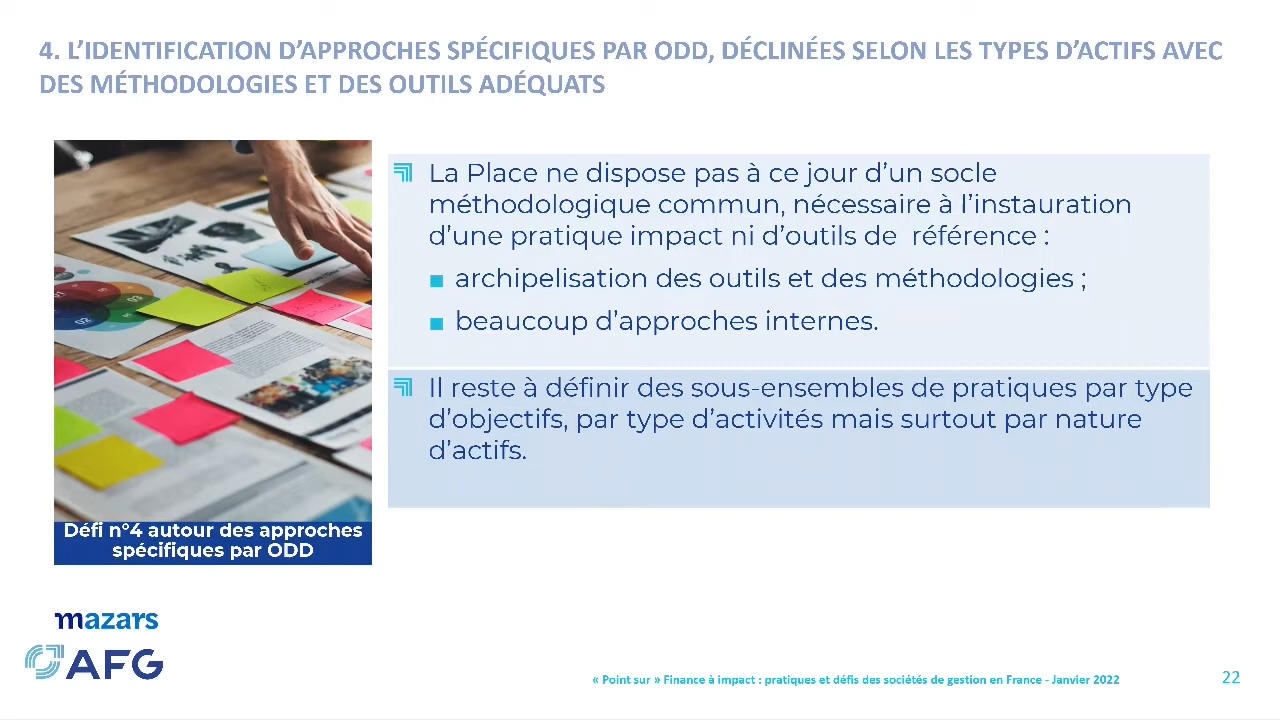 4. L’IDENTIFICATION D’APPROCHES SPÉCIFIQUES PAR ODD, DÉCLINÉES SELON LES TYPES D’ACTIFS AVEC
DES MÉTHODOLOGIES ET DES OUTILS ADÉQUATS
La Place ne dispose pas à ce jour d’un socle
méthodologique commun, nécessaire à l’instauration
d’une pratique impact ni d’outils de référence :
archipelisation des outils et des méthodologies ;
beaucoup d’approches internes.
Il reste à définir des sous-ensembles de pratiques par type
d’objectifs, par type d’activités mais surtout par nature
d’actifs.
03
Défi n°4 autour des approches
spécifiques par ODD
mazars
AFG
« Point sur » Finance à impact : pratiques et défis des sociétés de gestion en France - Janvier 2022
22